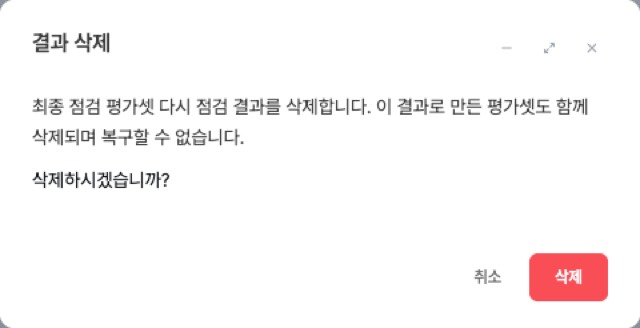 결과 삭제
최종 점검 평가셋 다시 점검 결과를 삭제합니다. 이 결과로 만든 평가셋도 함께
삭제되며 복구할 수 없습니다.
삭제하시겠습니까?
취소
삭제